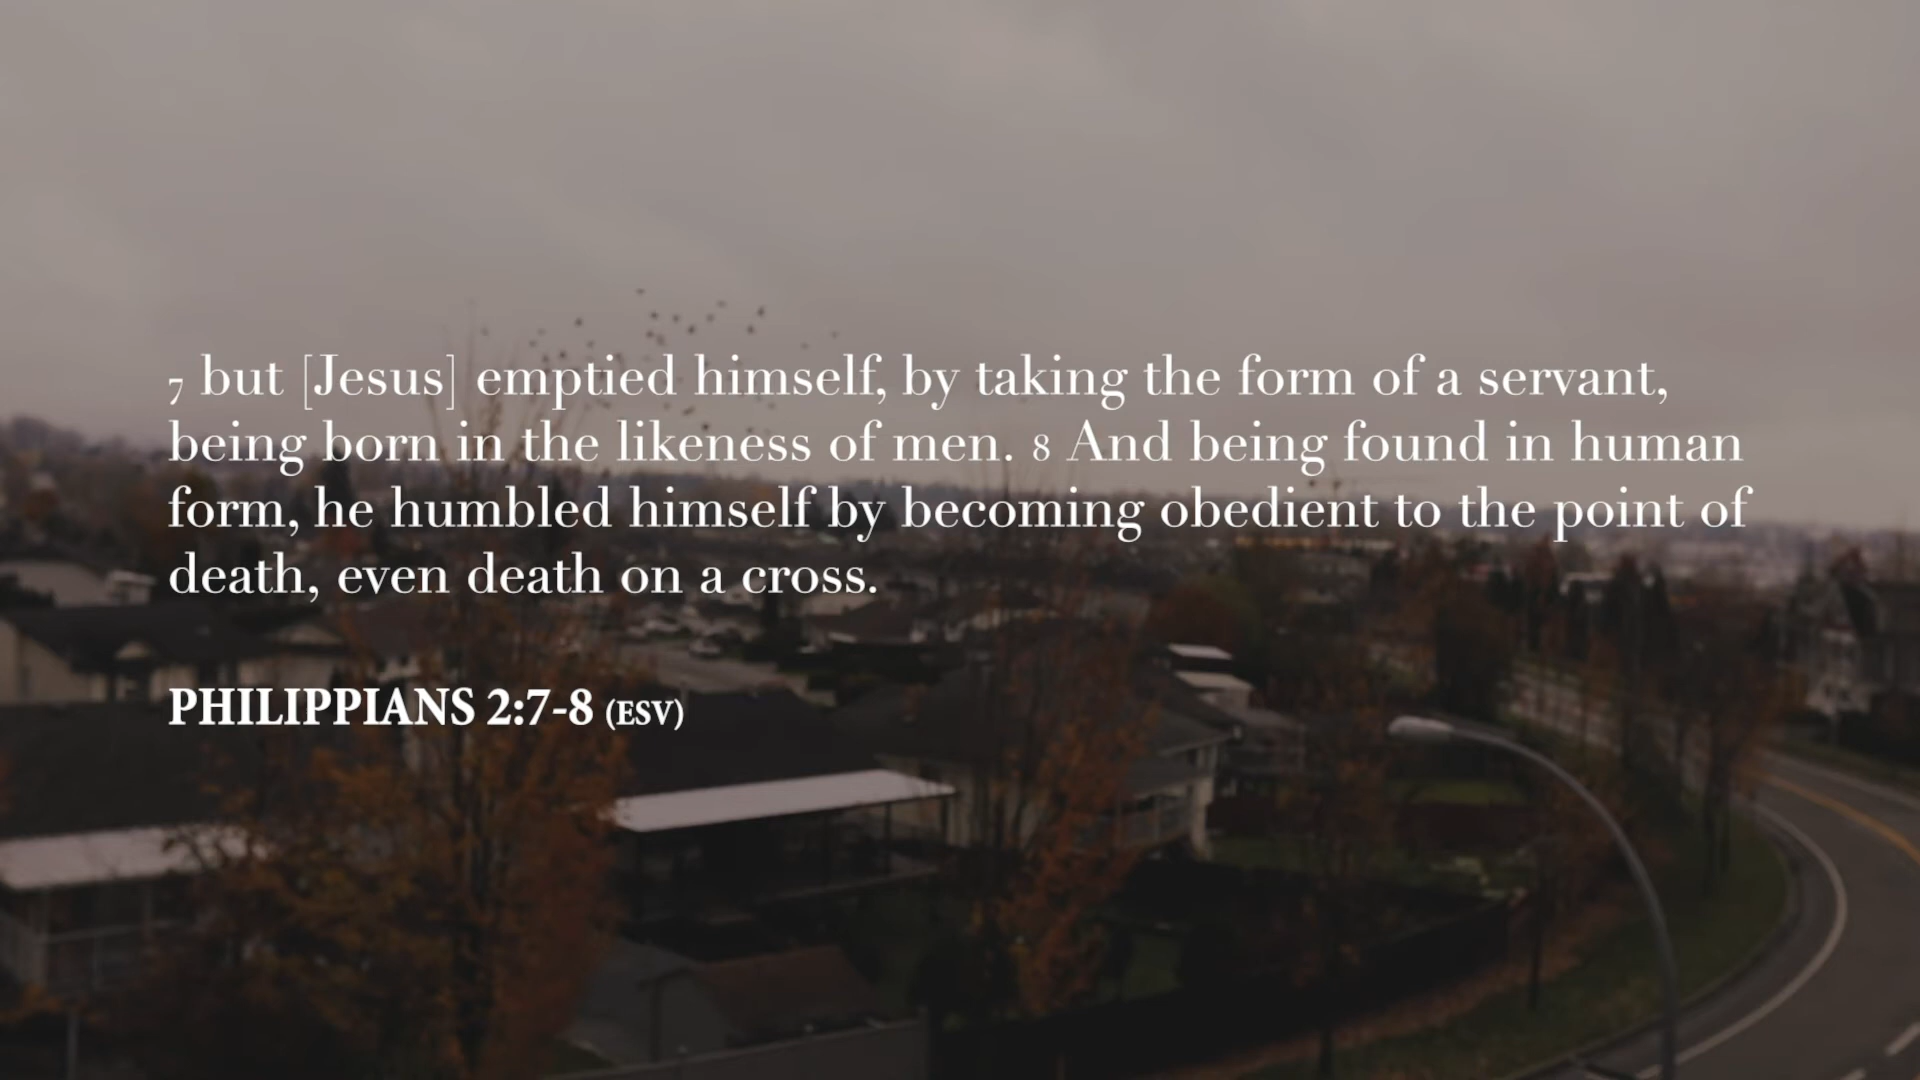 7 but [Jesus] emptied himself, by taking the form of a servant,
being born in the likeness of men. 8 And being found in human
form, he humbled himself by becoming obedient to the point of
death, even death on a cross.
PHILIPPIANS 2:7-8 (ESV)